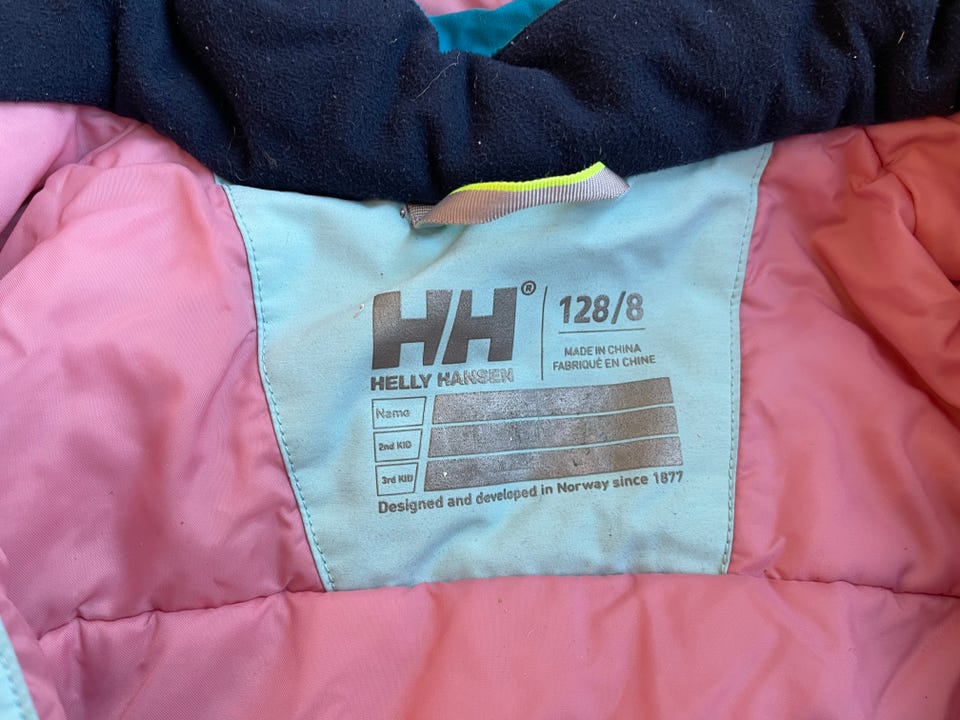 HH®
HELLY HANSEN
128/8
MADE IN CHINA
FABRIQUÉ EN CHINE
Name
2nd KID
3rd KID
Designed and developed in Norway since 1877